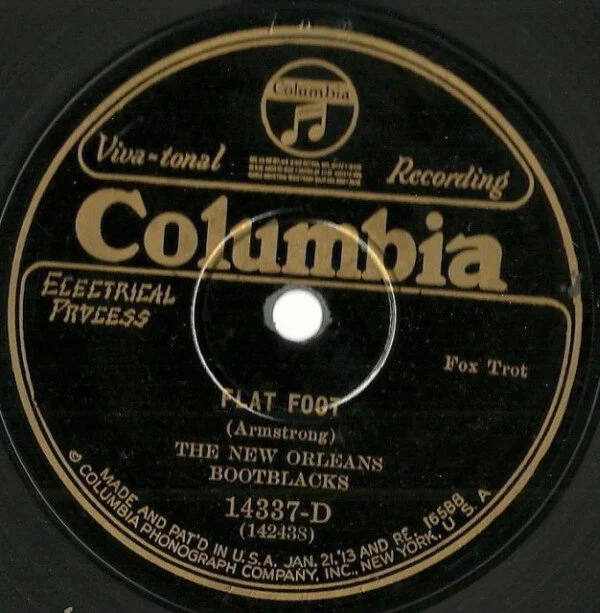 Columbia
Viva-tonal Recording
Columbia
ELECTRICAL
PROCESS
Fox Trot
FLAT FOOT
(Armstrong)
THE NEW ORLEANS
BOOTBLACKS
14337-D
(142438)
MADE AND PAT'D IN U.S.A. JAN. 21,'13 AND RE. 16588
COLUMBIA PHONOGRAPH COMPANY, INC., NEW YORK, U.S.A